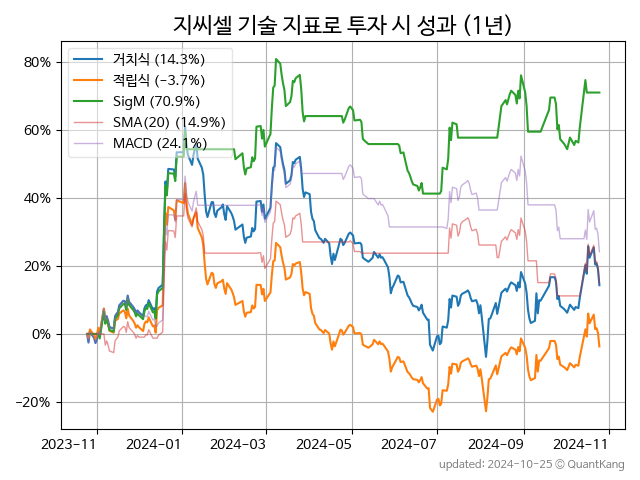 지씨셀 기술 지표로 투자 시 성과 (1년)
80%
60%
40%
20%
0%
−20%
거치식 (14.3%)
적립식 (−3.7%)
SigM (70.9%)
SMA(20) (14.9%)
MACD (24.1%)
2023−11
2024−01
2024−03
2024−05
2024−07
2024−09
2024−11
updated: 2024-10-25 © QuantKang